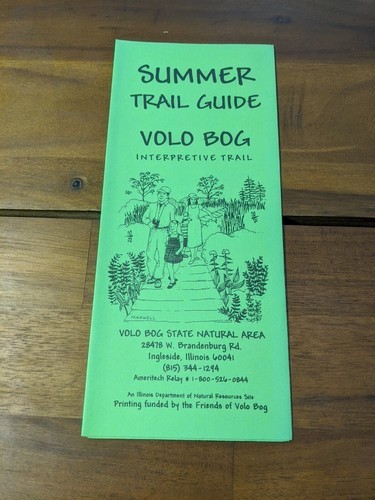 SUMMER
TRAIL GUIDE
VOLO BOG
INTERPRETIVE TRAIL
MAXWELL
VOLO BOG STATE NATURAL AREA
28478 W. Brandenburg Rd.
Ingleside, Illinois 60041
(815) 344-1294
Ameritech Relay # 1-800-526-0844
An Illinois Department of Natural Resources Site
Printing funded by the Friends of Volo Bog